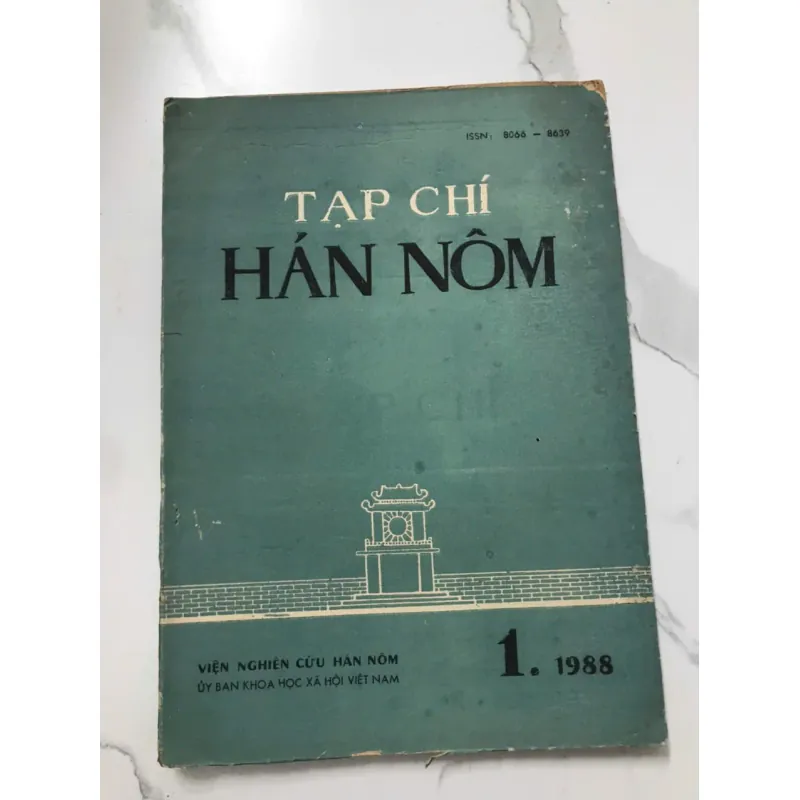 ISSN: 8066 – 8639
TẠP CHÍ
HÁN NÔM
VIỆN NGHIÊN CỨU HÁN NÔM
ỦY BAN KHOA HỌC XÃ HỘI VIỆT NAM
1. 1988